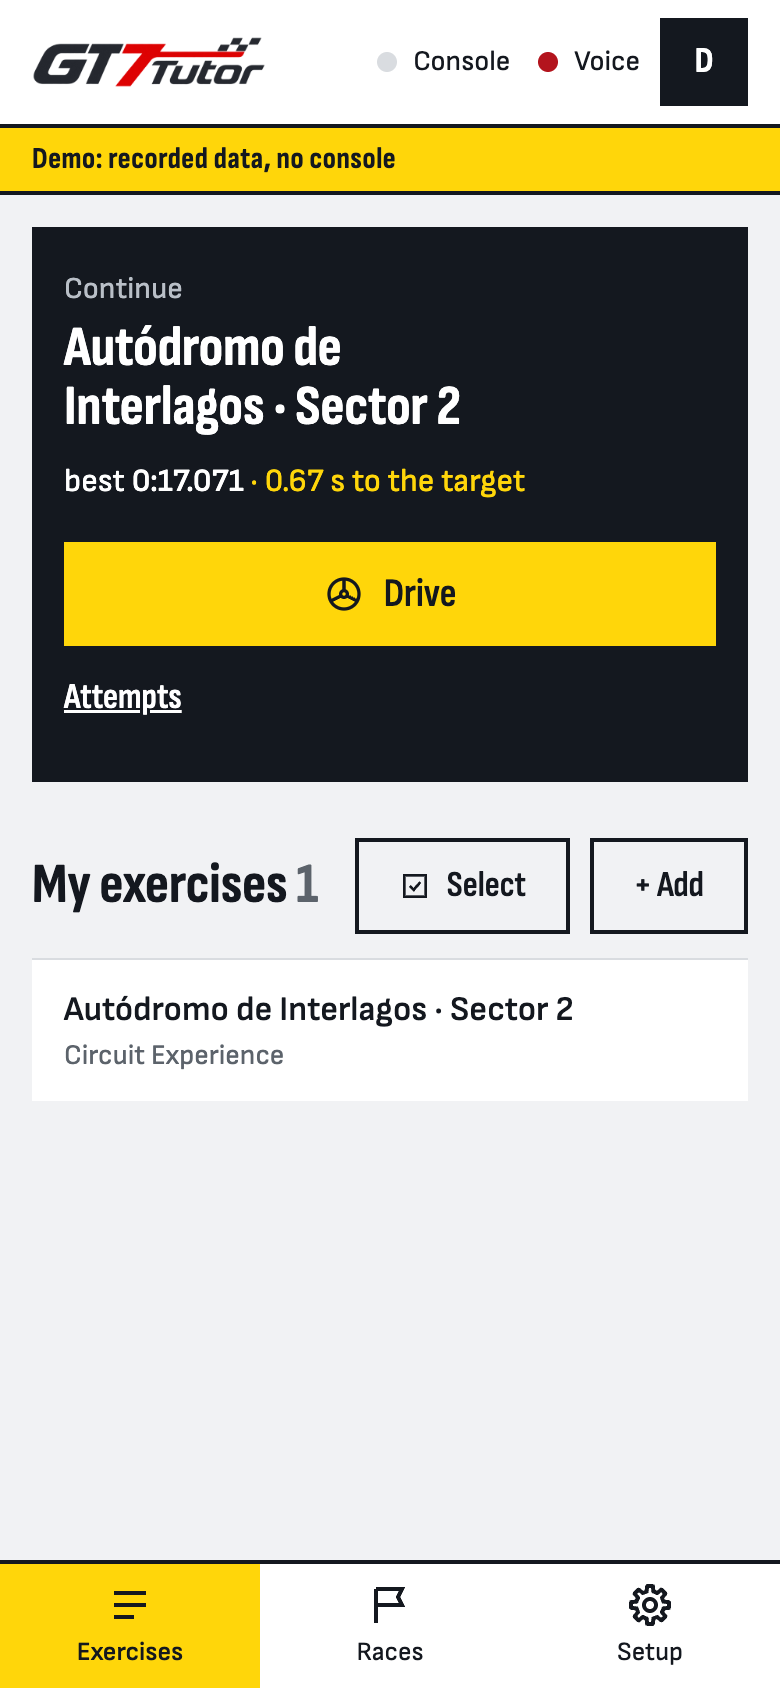 GT7Tutor
Console
Voice
D
Demo: recorded data, no console
Continue
Autódromo de
Interlagos · Sector 2
best 0:17.071 · 0.67 s to the target
Drive
Attempts
My exercises 1
Select
+ Add
Autódromo de Interlagos · Sector 2
Circuit Experience
Exercises
Races
Setup